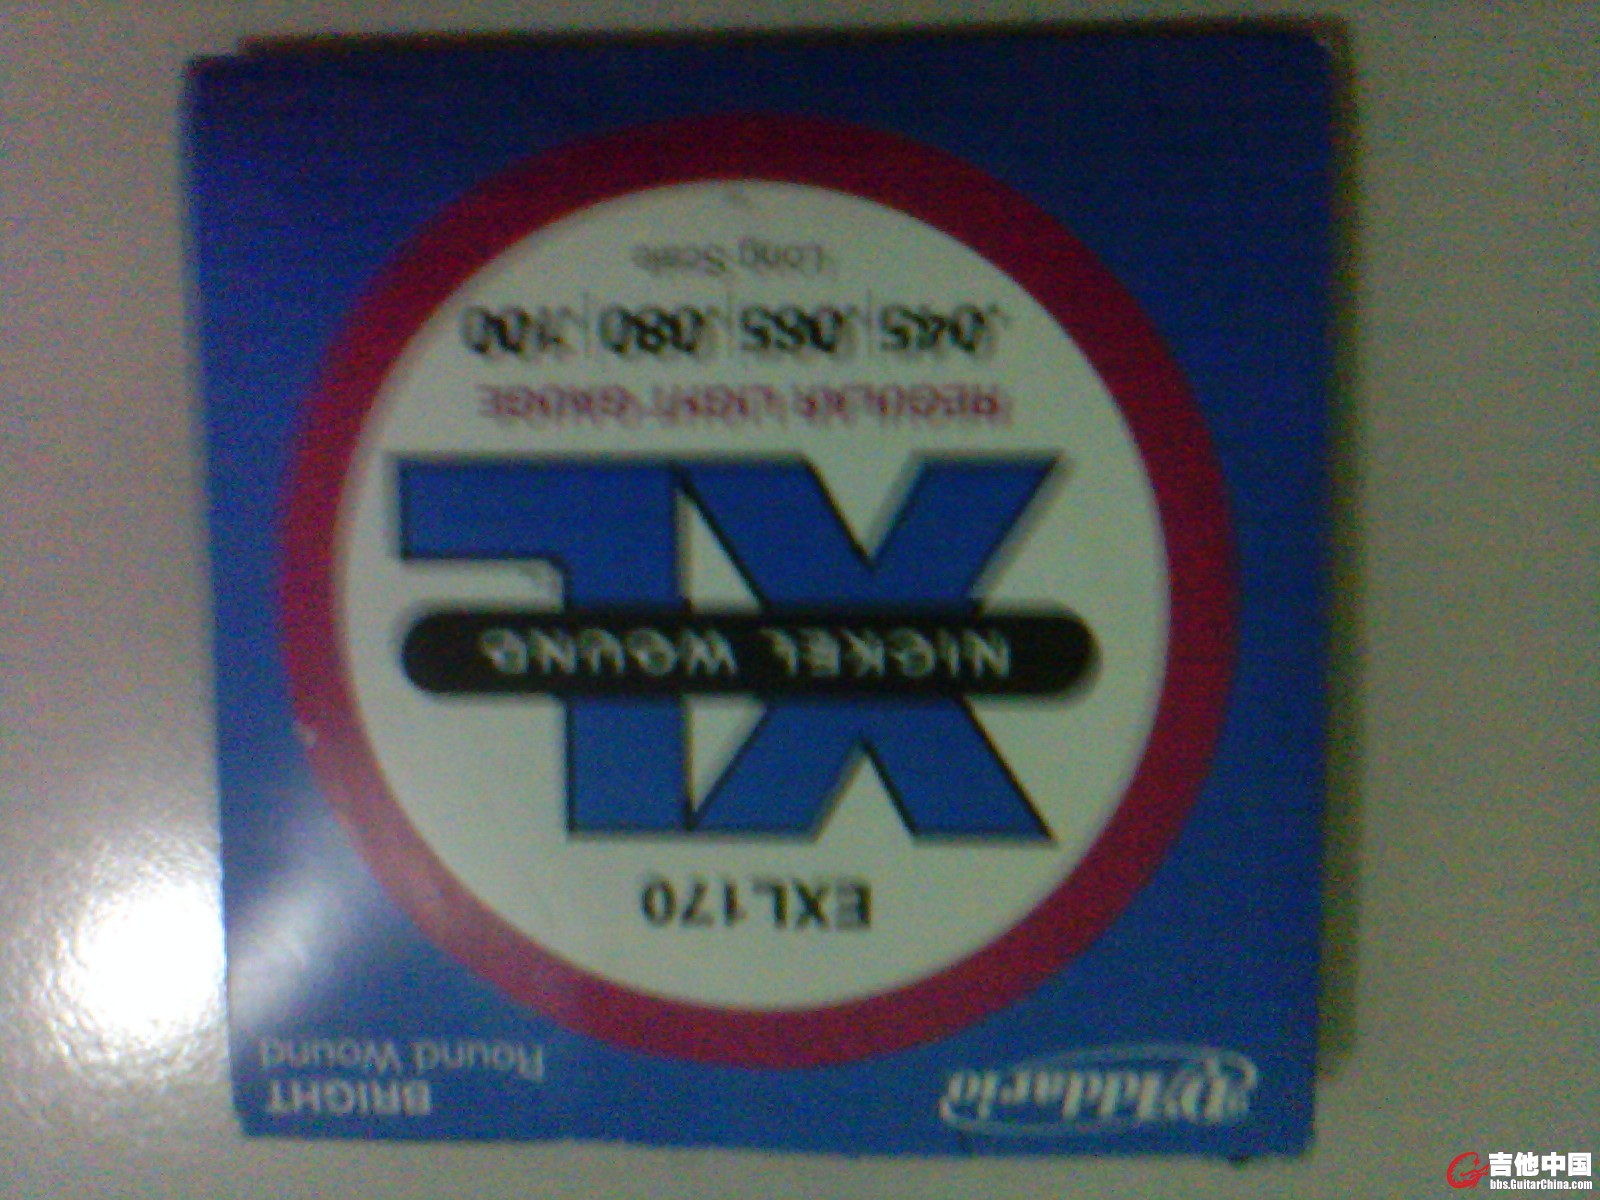 D'Addario
BRIGHT
Round Wound
EXL170
XL
NICKEL WOUND
REGULAR LIGHT GAUGE
.045 .065 .080 .100
Long Scale
吉他中国
bbs.GuitarChina.com